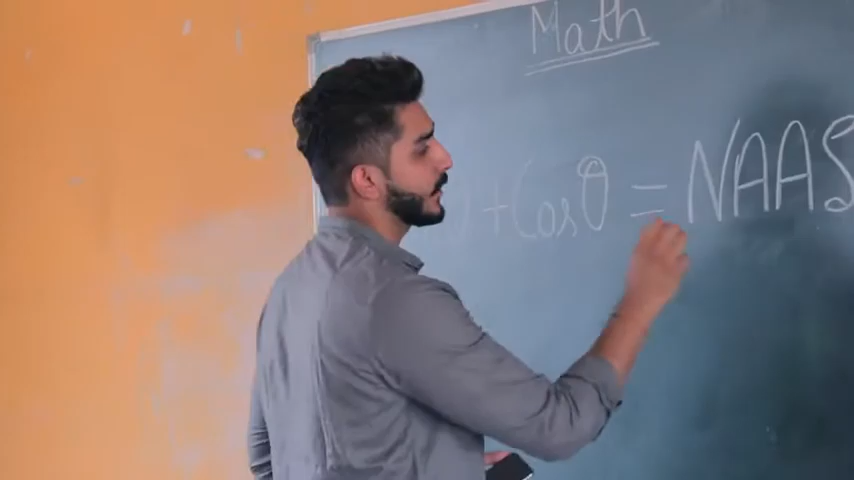 Math
+ Cos θ = NAAS